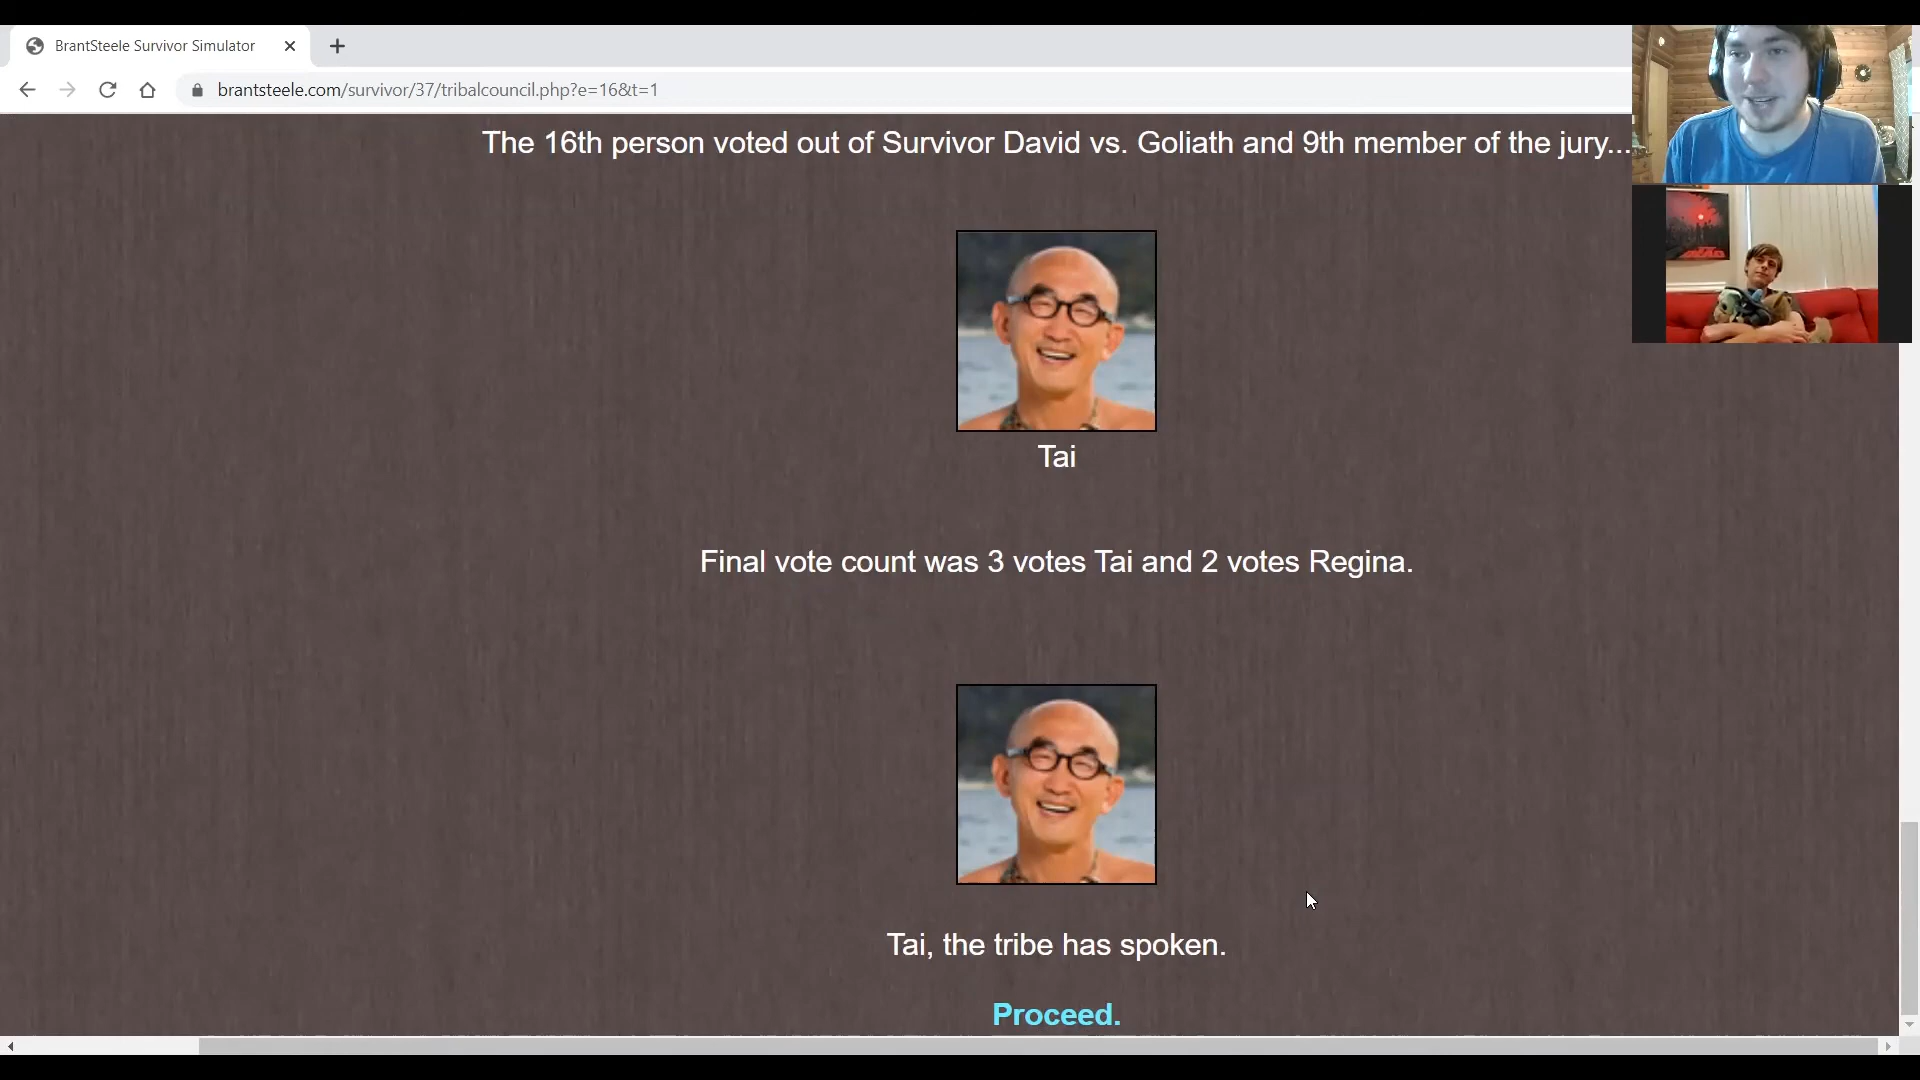 BrantSteele Survivor Simulator
brantsteele.com/survivor/37/tribalcouncil.php?e=16&t=1
The 16th person voted out of Survivor David vs. Goliath and 9th member of the jury...
Tai
Final vote count was 3 votes Tai and 2 votes Regina.
Tai, the tribe has spoken.
Proceed.